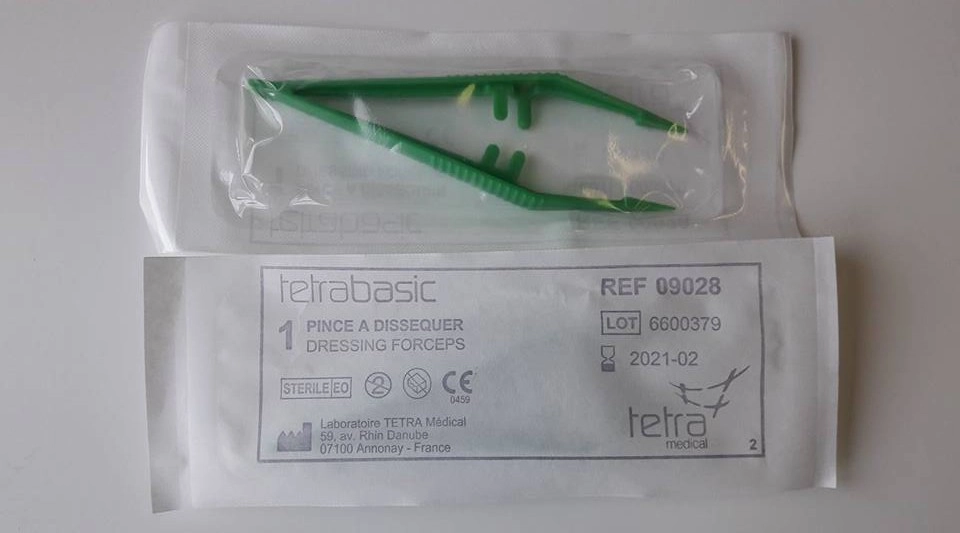 tetrabasic
1 PINCE A DISSEQUER
DRESSING FORCEPS
STERILE EO
2
CE
0459
Laboratoire TETRA Médical
59, av. Rhin Danube
07100 Annonay - France
REF 09028
LOT 6600379
2021-02
tetra
medical
2